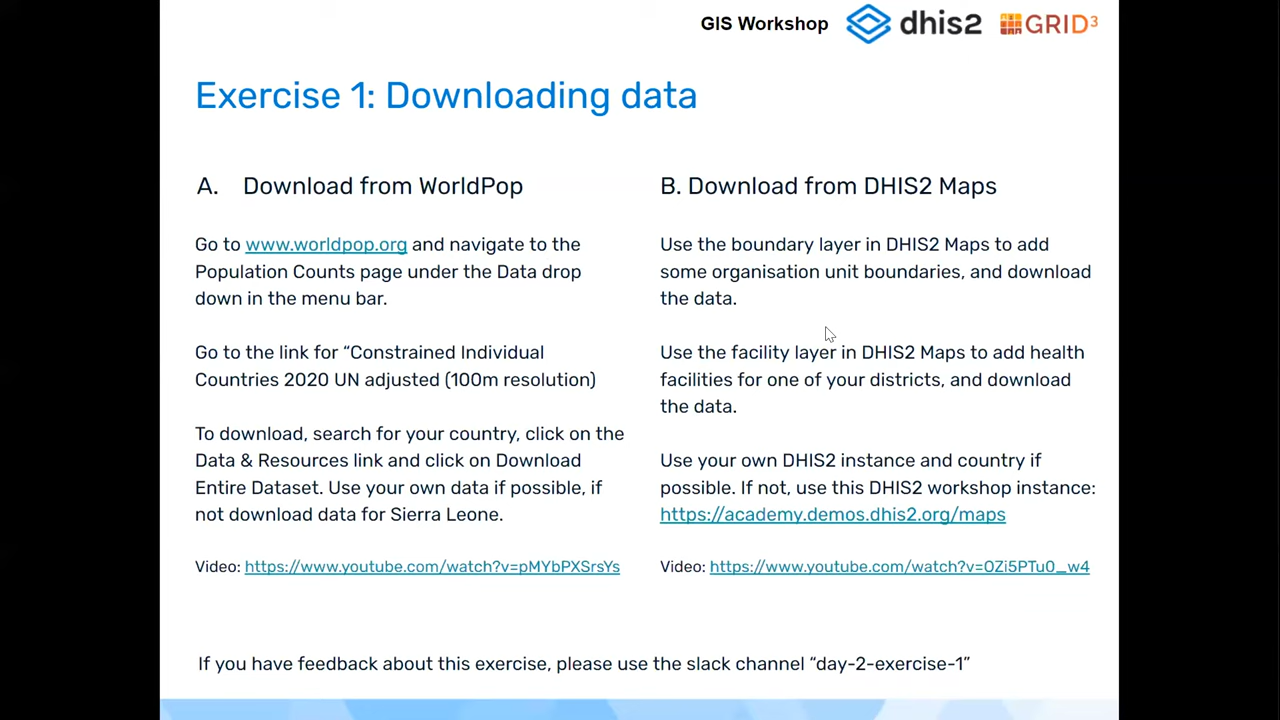 GIS Workshop
dhis2
GRID³
Exercise 1: Downloading data
A. Download from WorldPop
Go to www.worldpop.org and navigate to the
Population Counts page under the Data drop
down in the menu bar.
Go to the link for “Constrained Individual
Countries 2020 UN adjusted (100m resolution)
To download, search for your country, click on the
Data & Resources link and click on Download
Entire Dataset. Use your own data if possible, if
not download data for Sierra Leone.
Video: https://www.youtube.com/watch?v=pMYbPXSrsYs
B. Download from DHIS2 Maps
Use the boundary layer in DHIS2 Maps to add
some organisation unit boundaries, and download
the data.
Use the facility layer in DHIS2 Maps to add health
facilities for one of your districts, and download
the data.
Use your own DHIS2 instance and country if
possible. If not, use this DHIS2 workshop instance:
https://academy.demos.dhis2.org/maps
Video: https://www.youtube.com/watch?v=OZi5PTu0_w4
If you have feedback about this exercise, please use the slack channel “day-2-exercise-1”